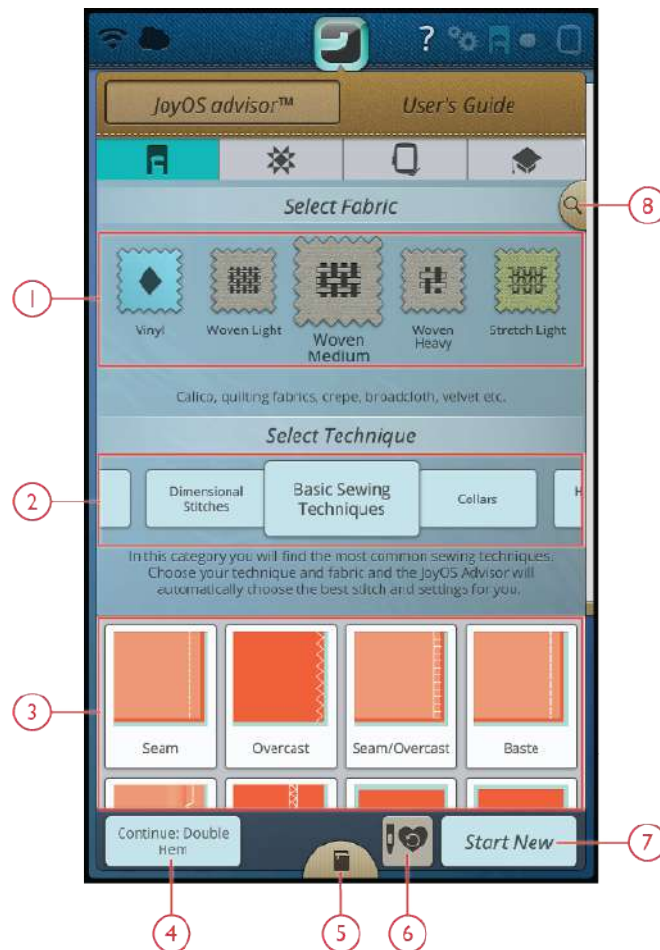 ?
JoyOS advisor™ User's Guide
Select Fabric
8
1
Vinyl Woven Light Woven Medium Woven Heavy Stretch Light
Calico, quilting fabrics, crepe, broadcloth, velvet etc.
Select Technique
2
Dimensional Stitches
Basic Sewing Techniques
Collars
H
In this category you will find the most common sewing techniques.
Choose your technique and fabric and the JoyOS Advisor will
automatically choose the best stitch and settings for you.
3
Seam Overcast Seam/Overcast Baste
Continue: Double
Hem
Start New
7
4 5 6